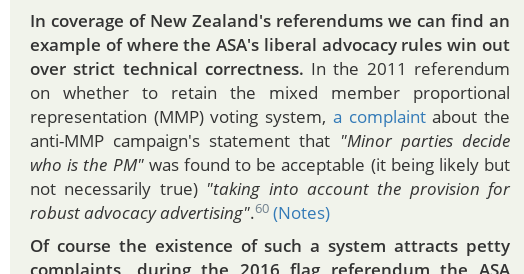 In coverage of New Zealand's referendums we can find an
example of where the ASA's liberal advocacy rules win out
over strict technical correctness. In the 2011 referendum
on whether to retain the mixed member proportional
representation (MMP) voting system, a complaint about the
anti-MMP campaign's statement that "Minor parties decide
who is the PM" was found to be acceptable (it being likely but
not necessarily true) "taking into account the provision for
robust advocacy advertising".60 (Notes)
Of course the existence of such a system attracts petty
complaints, during the 2016 flag referendum the ASA